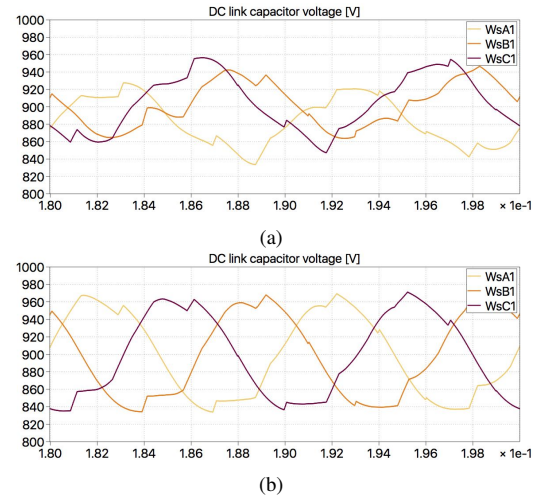 DC link capacitor voltage [V]
1000
980
960
940
920
900
880
860
840
820
800
WsA1
WsB1
WsC1
1.80 1.82 1.84 1.86 1.88 1.90 1.92 1.94 1.96 1.98 × 1e-1
(a)
DC link capacitor voltage [V]
1000
980
960
940
920
900
880
860
840
820
800
WsA1
WsB1
WsC1
1.80 1.82 1.84 1.86 1.88 1.90 1.92 1.94 1.96 1.98 × 1e-1
(b)